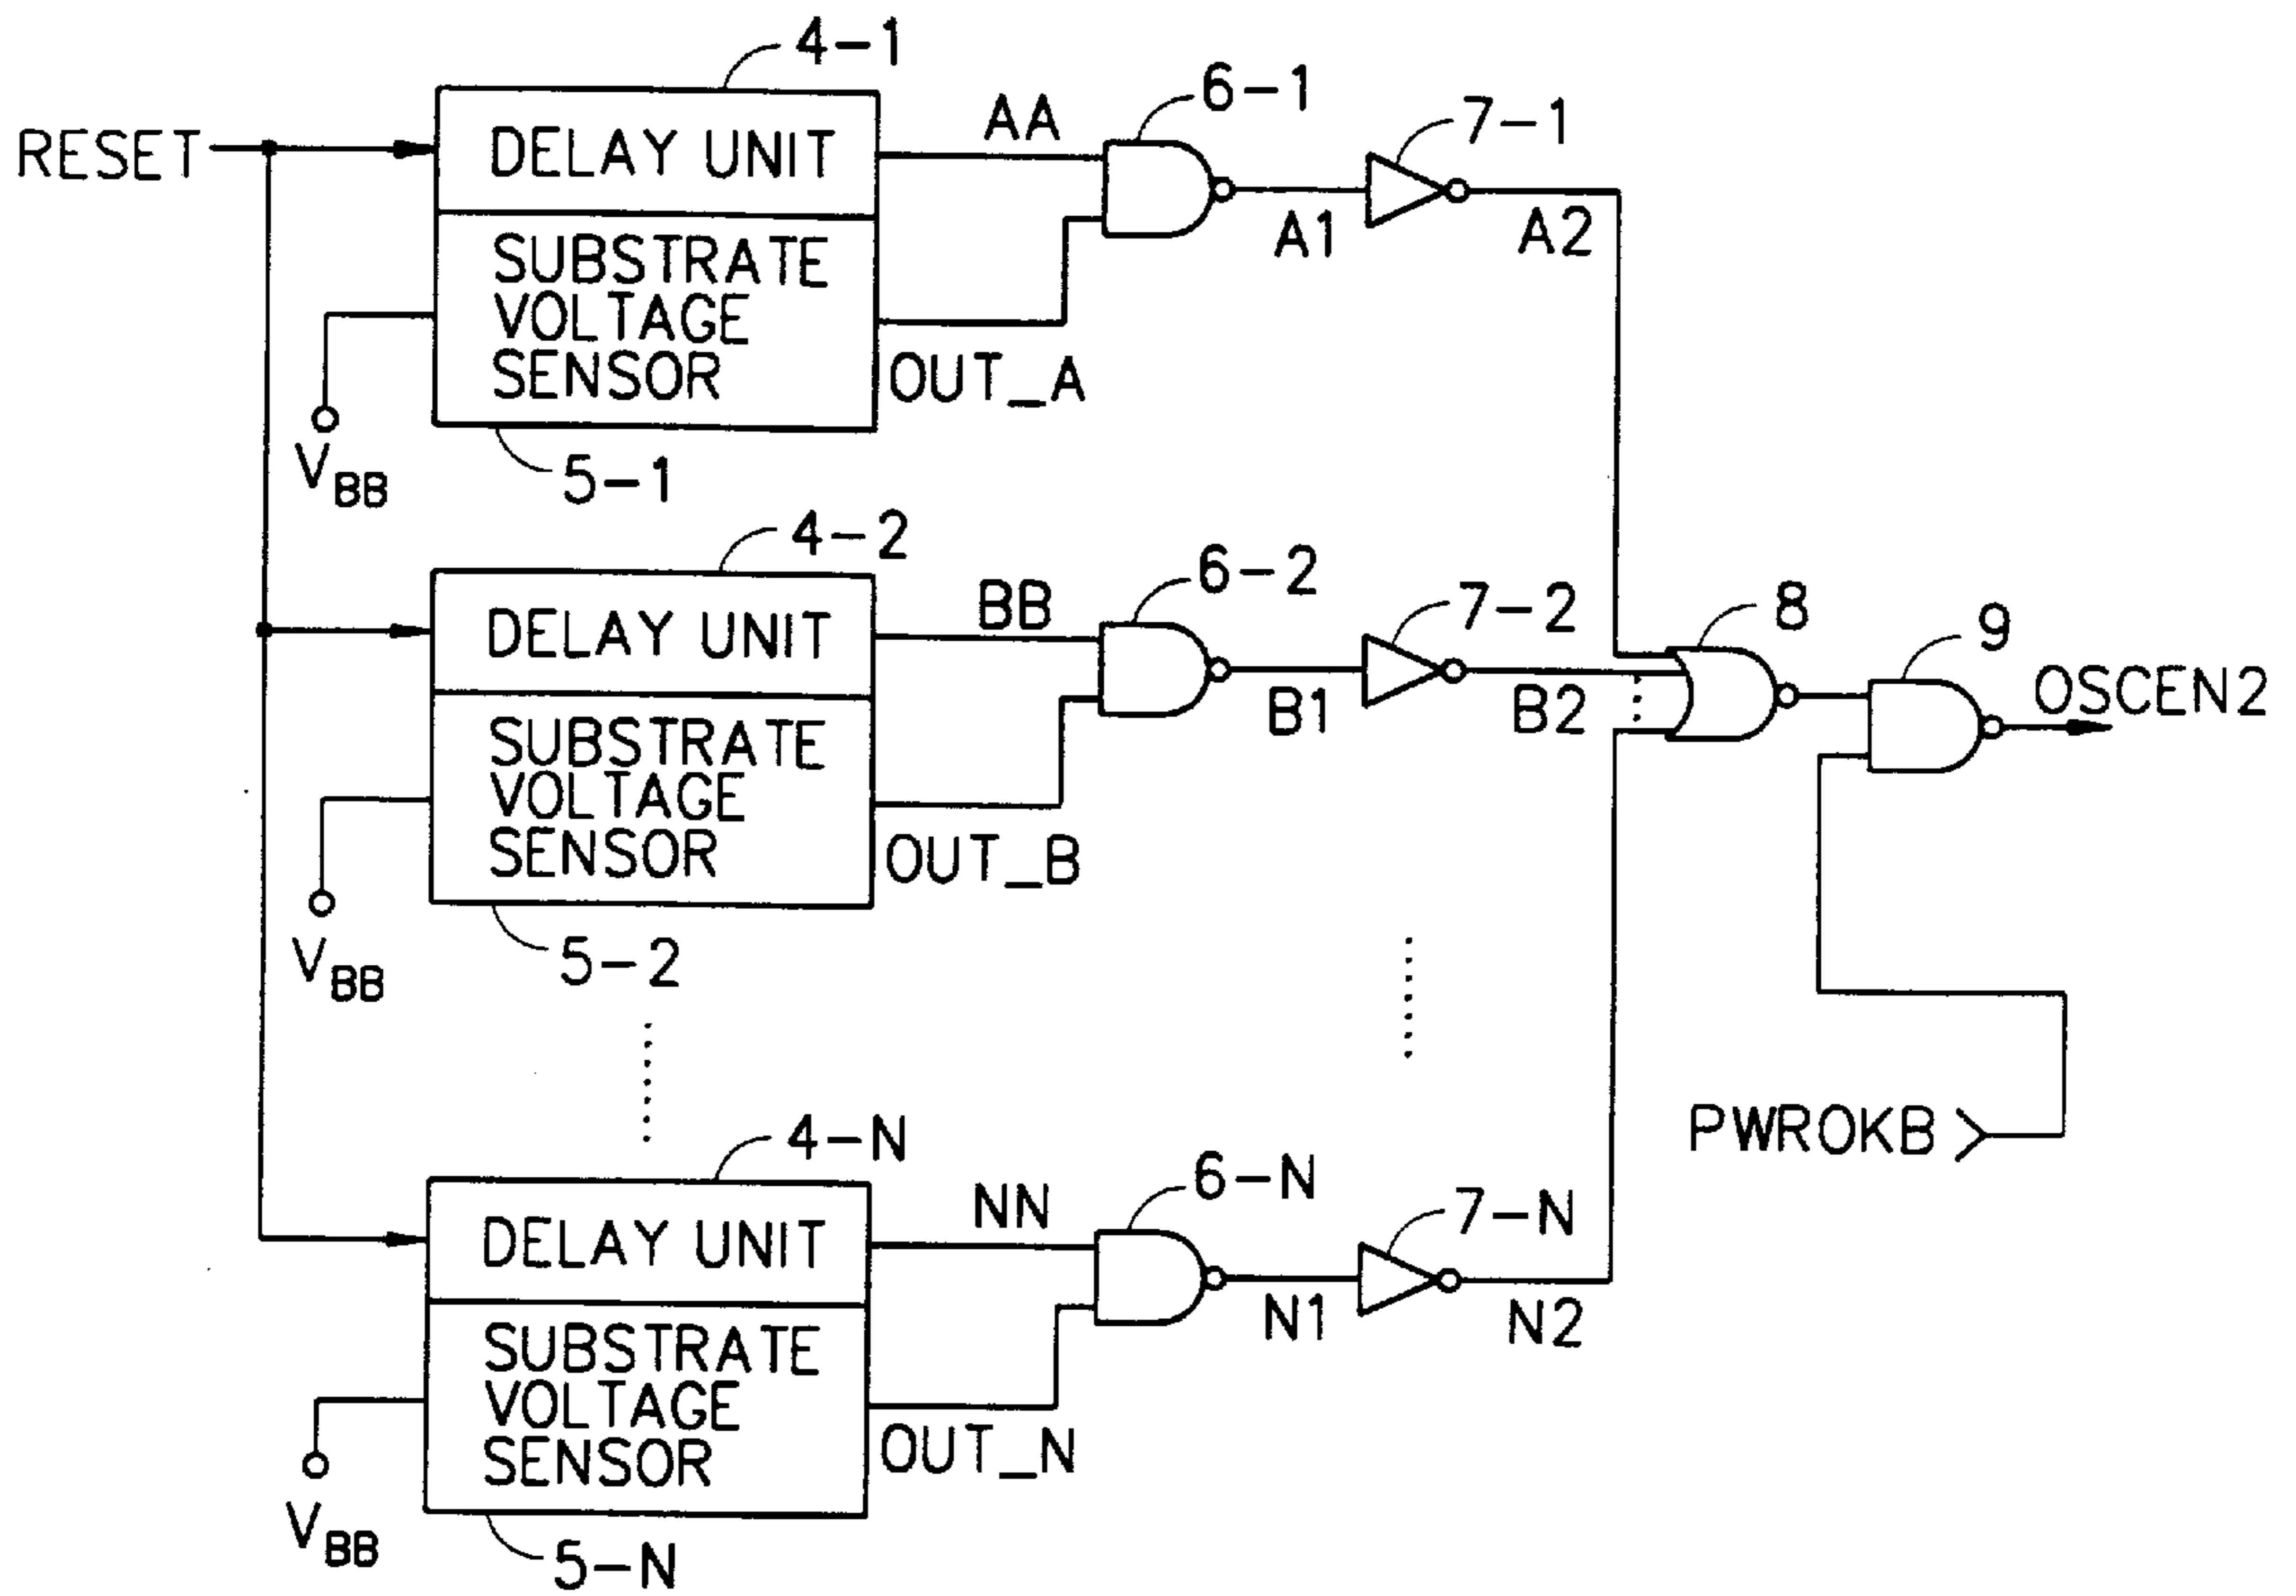 4-1
6-1
7-1
RESET
DELAY UNIT
AA
A1
A2
SUBSTRATE
VOLTAGE
SENSOR
OUT_A
VBB
5-1
4-2
6-2
7-2
8
9
DELAY UNIT
BB
B1
B2
OSCEN2
SUBSTRATE
VOLTAGE
SENSOR
OUT_B
VBB
5-2
PWROKB
4-N
6-N
7-N
DELAY UNIT
NN
N1
N2
SUBSTRATE
VOLTAGE
SENSOR
OUT_N
VBB
5-N